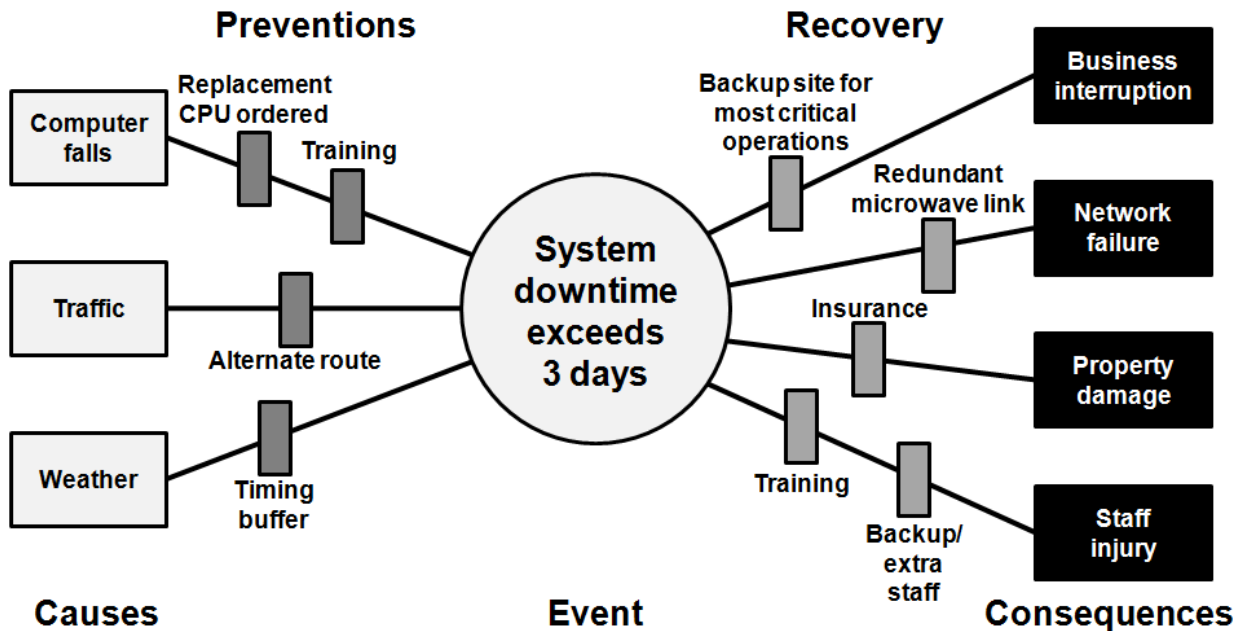 Preventions
Recovery
Replacement
CPU ordered
Training
Computer
falls
Traffic
Alternate route
Weather
Timing
buffer
System
downtime
exceeds
3 days
Backup site for
most critical
operations
Business
interruption
Redundant
microwave link
Network
failure
Insurance
Property
damage
Training
Backup/
extra
staff
Staff
injury
Causes
Event
Consequences